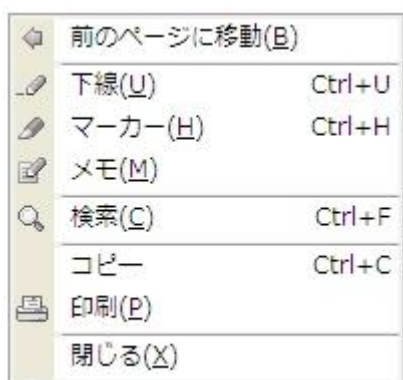 前のページに移動(B)
下線(U) Ctrl+U
マーカー(H) Ctrl+H
メモ(M)
検索(C) Ctrl+F
コピー Ctrl+C
印刷(P)
閉じる(X)